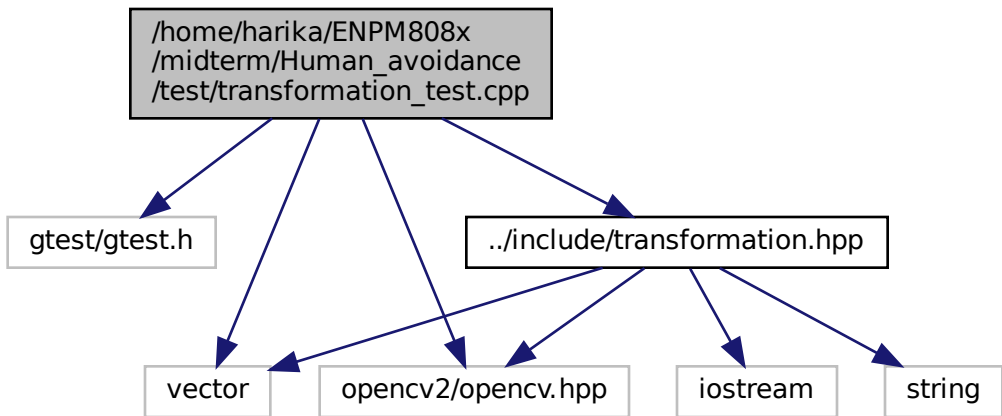 /home/harika/ENPM808x
/midterm/Human_avoidance
/test/transformation_test.cpp
gtest/gtest.h
../include/transformation.hpp
vector
opencv2/opencv.hpp
iostream
string